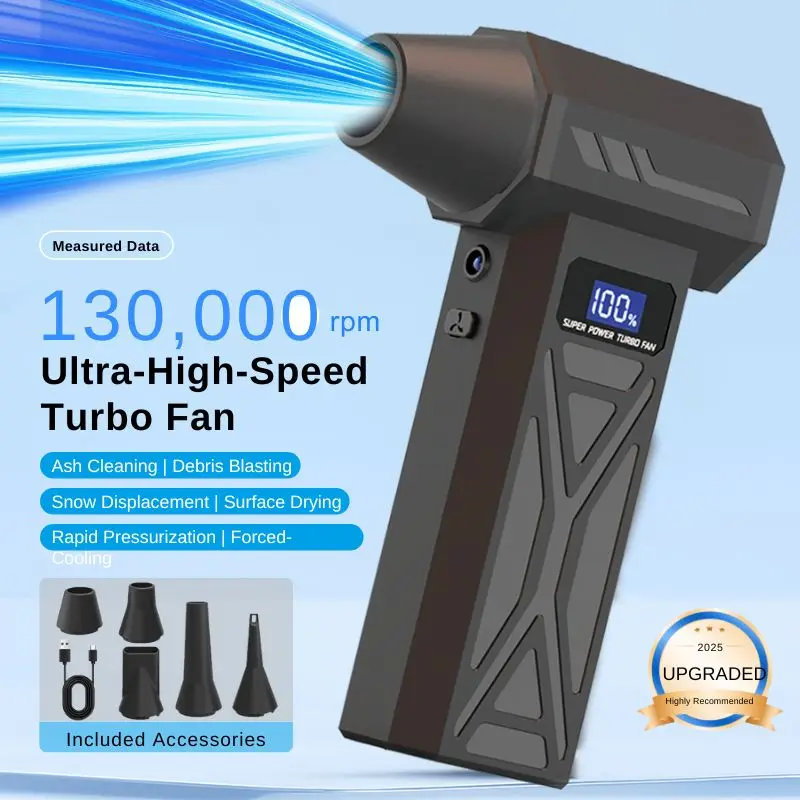 Measured Data
130,000 rpm
Ultra-High-Speed
Turbo Fan
Ash Cleaning | Debris Blasting
Snow Displacement | Surface Drying
Rapid Pressurization | Forced-
Cooling
Included Accessories
100%
SUPER POWER TURBO FAN
2025
UPGRADED
Highly Recommended